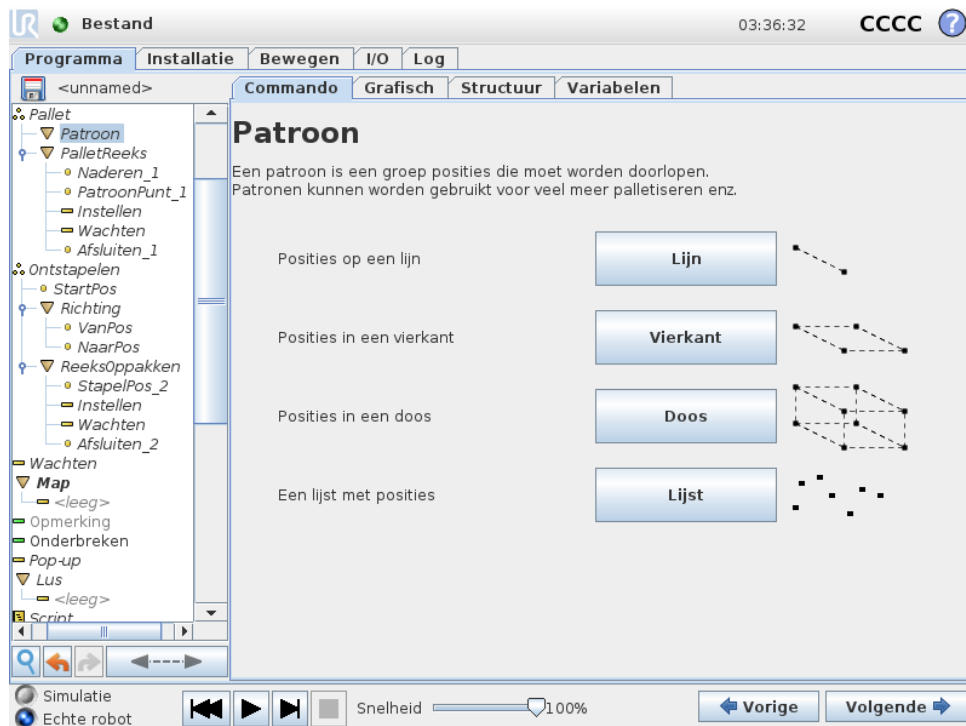 UR Bestand 03:36:32 CCCC ?
Programma Installatie Bewegen I/O Log
<unnamed>
Commando Grafisch Structuur Variabelen
Pallet
Patroon
PalletReeks
Naderen_1
PatroonPunt_1
Instellen
Wachten
Afsluiten_1
Ontstapelen
StartPos
Richting
VanPos
NaarPos
ReeksOppakken
StapelPos_2
Instellen
Wachten
Afsluiten_2
Wachten
Map
<leeg>
Opmerking
Onderbreken
Pop-up
Lus
<leeg>
Script
Patroon
Een patroon is een groep posities die moet worden doorlopen.
Patronen kunnen worden gebruikt voor veel meer palletiseren enz.
Posities op een lijn Lijn
Posities in een vierkant Vierkant
Posities in een doos Doos
Een lijst met posities Lijst
Simulatie
Echte robot
Snelheid 100%
Vorige Volgende